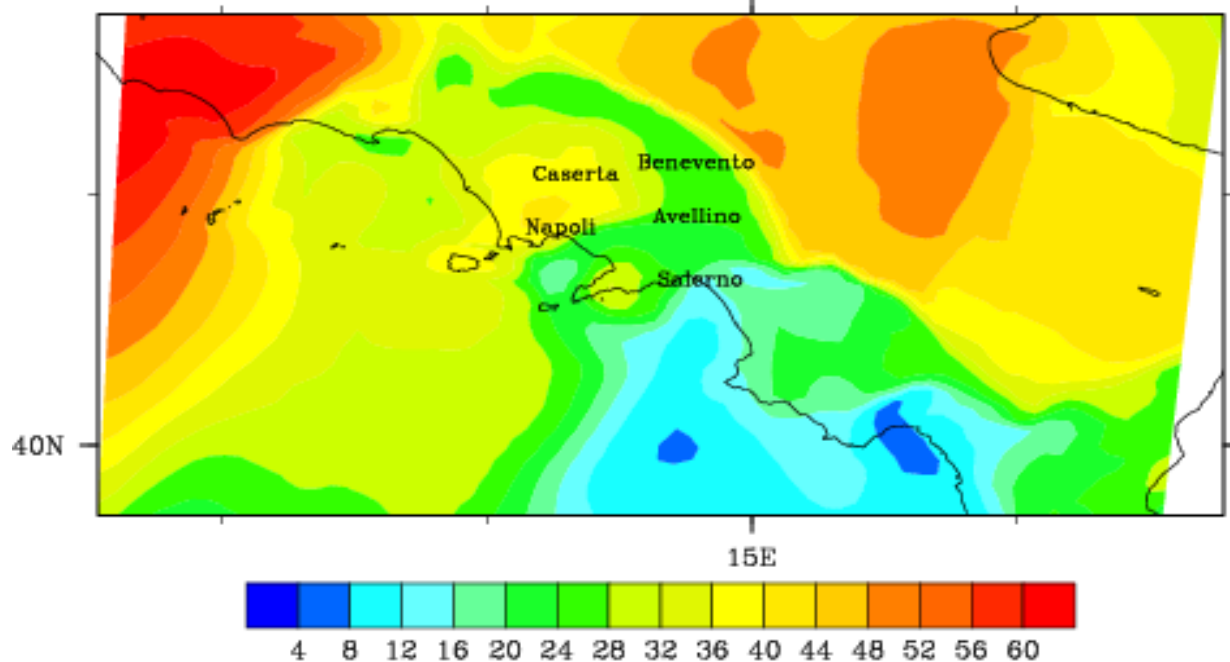 Benevento
Caserta
Avellino
Napoli
Salerno
40N
15E
4 8 12 16 20 24 28 32 36 40 44 48 52 56 60